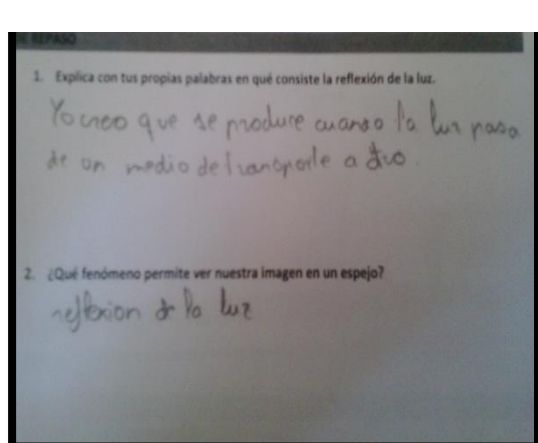 DE REPASO
1. Explica con tus propias palabras en qué consiste la reflexión de la luz.
Yo creo que se produce cuando la luz pasa
de un medio de transporte a otro.
2. ¿Qué fenómeno permite ver nuestra imagen en un espejo?
reflexion de la luz